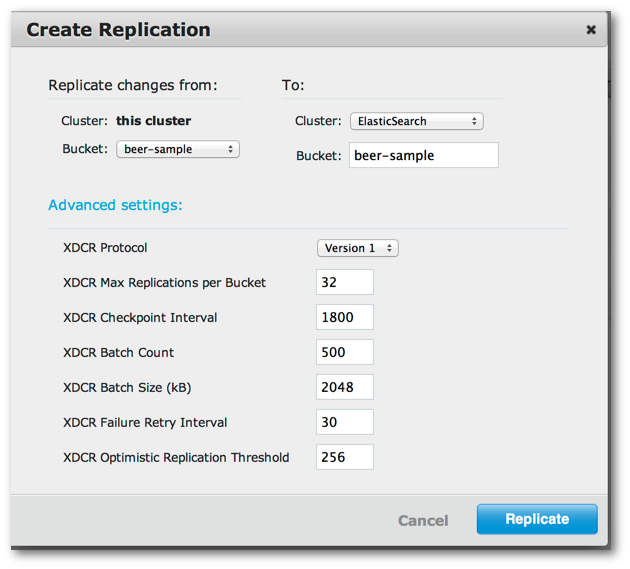 Create Replication
Replicate changes from: To:
Cluster: this cluster Cluster: ElasticSearch
Bucket: beer-sample Bucket: beer-sample
Advanced settings:
XDCR Protocol Version 1
XDCR Max Replications per Bucket 32
XDCR Checkpoint Interval 1800
XDCR Batch Count 500
XDCR Batch Size (kB) 2048
XDCR Failure Retry Interval 30
XDCR Optimistic Replication Threshold 256
Cancel Replicate